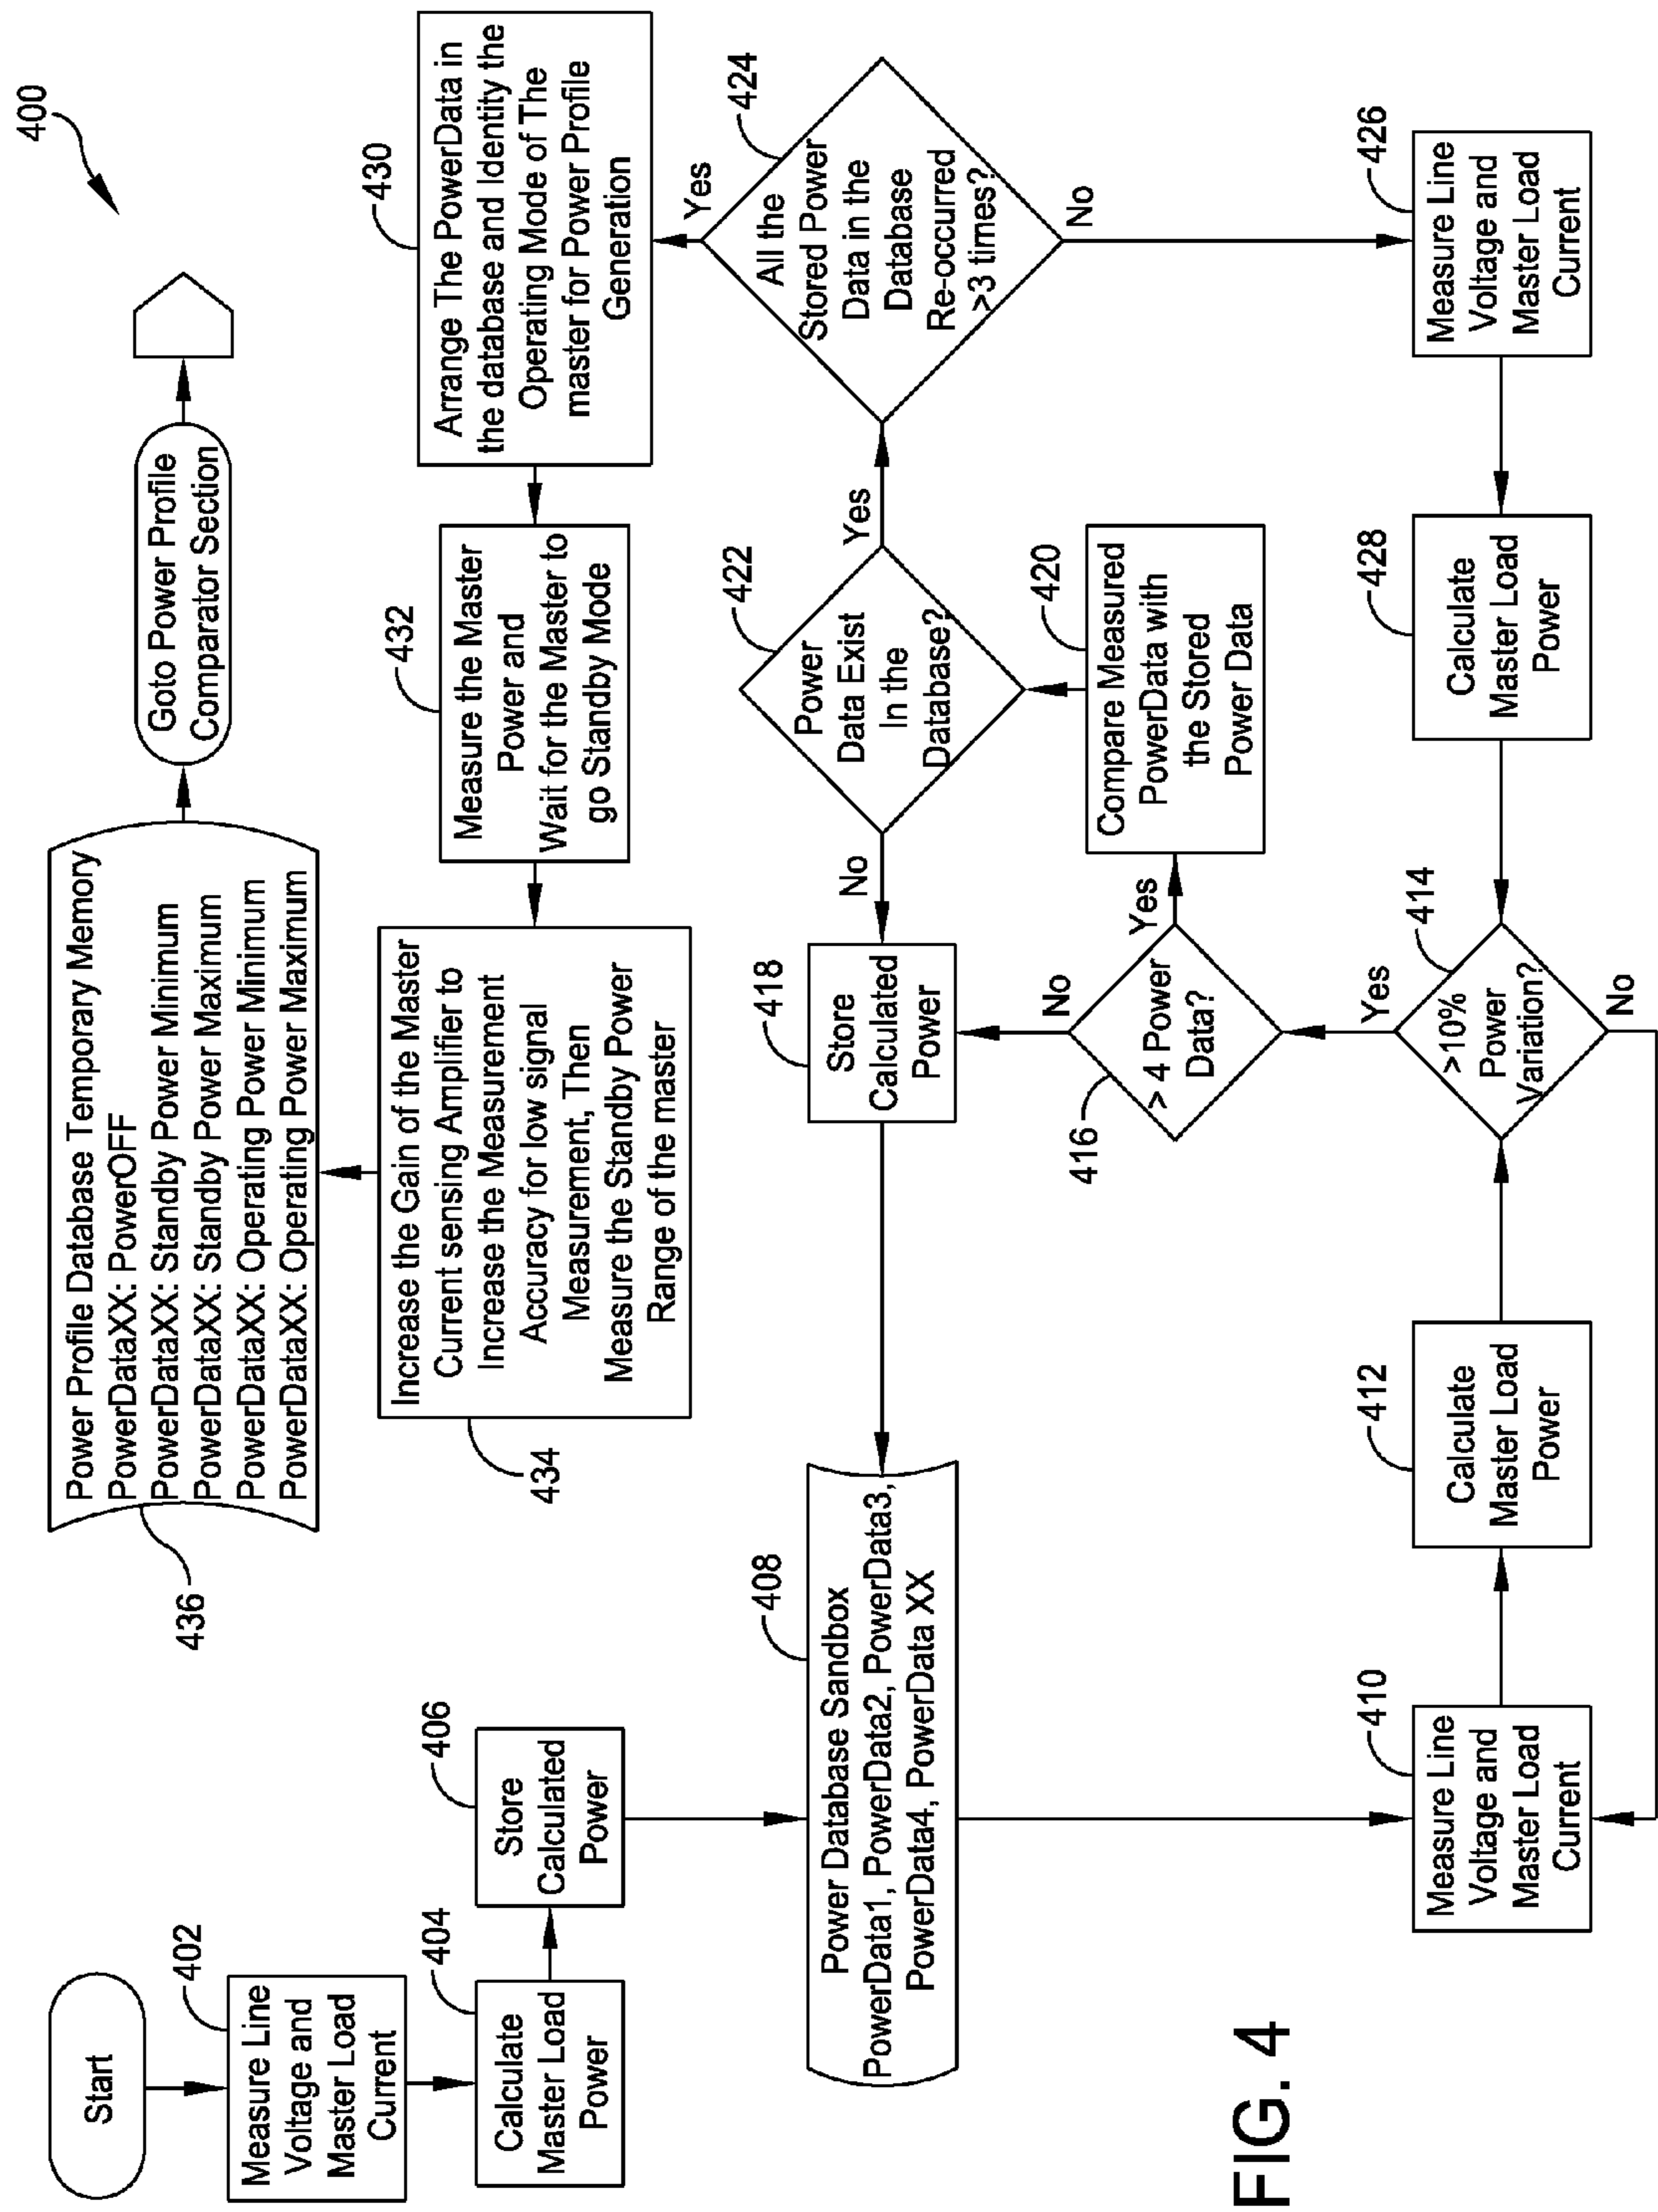 400
Start
402
Measure Line
Voltage and
Master Load
Current
404
Calculate
Master Load
Power
406
Store
Calculated
Power
408
Power Database Sandbox
PowerData1, PowerData2, PowerData3,
PowerData4, PowerData XX
410
Measure Line
Voltage and
Master Load
Current
412
Calculate
Master Load
Power
414
>10%
Power
Variation?
Yes
No
416
> 4 Power
Data?
Yes
No
418
Store
Calculated
Power
420
Compare Measured
PowerData with
the Stored
Power Data
422
Power
Data Exist
In the
Database?
Yes
No
424
All the
Stored Power
Data in the
Database
Re-occurred
>3 times?
Yes
No
426
Measure Line
Voltage and
Master Load
Current
428
Calculate
Master Load
Power
430
Arrange The PowerData in
the database and Identity the
Operating Mode of The
master for Power Profile
Generation
432
Measure the Master
Power and
Wait for the Master to
go Standby Mode
434
Increase the Gain of the Master
Current sensing Amplifier to
Increase the Measurement
Accuracy for low signal
Measurement, Then
Measure the Standby Power
Range of the master
436
Power Profile Database Temporary Memory
PowerDataXX: PowerOFF
PowerDataXX: Standby Power Minimum
PowerDataXX: Standby Power Maximum
PowerDataXX: Operating Power Minimum
PowerDataXX: Operating Power Maximum
Goto Power Profile
Comparator Section
FIG. 4